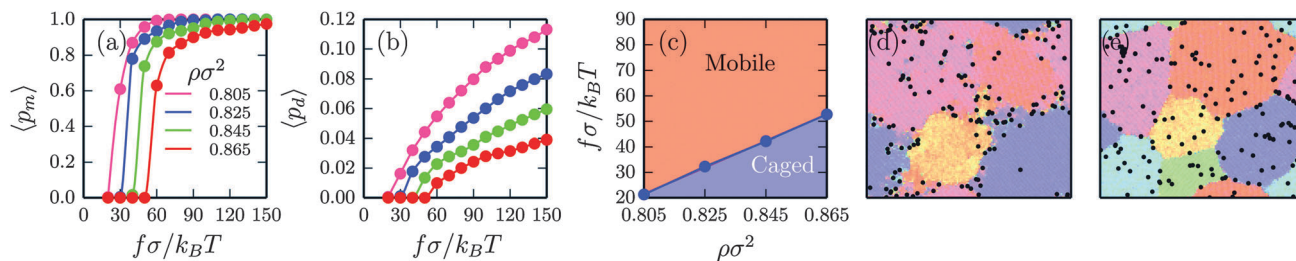 (a)
⟨p_m⟩
1.0
0.8
0.6
0.4
0.2
0.0
ρσ²
0.805
0.825
0.845
0.865
0 30 60 90 120 150
fσ/k_BT
(b)
⟨p_d⟩
0.12
0.10
0.08
0.06
0.04
0.02
0.00
0 30 60 90 120 150
fσ/k_BT
(c)
fσ/k_BT
90
80
70
60
50
40
30
20
Mobile
Caged
0.805 0.825 0.845 0.865
ρσ²
(d)
(e)